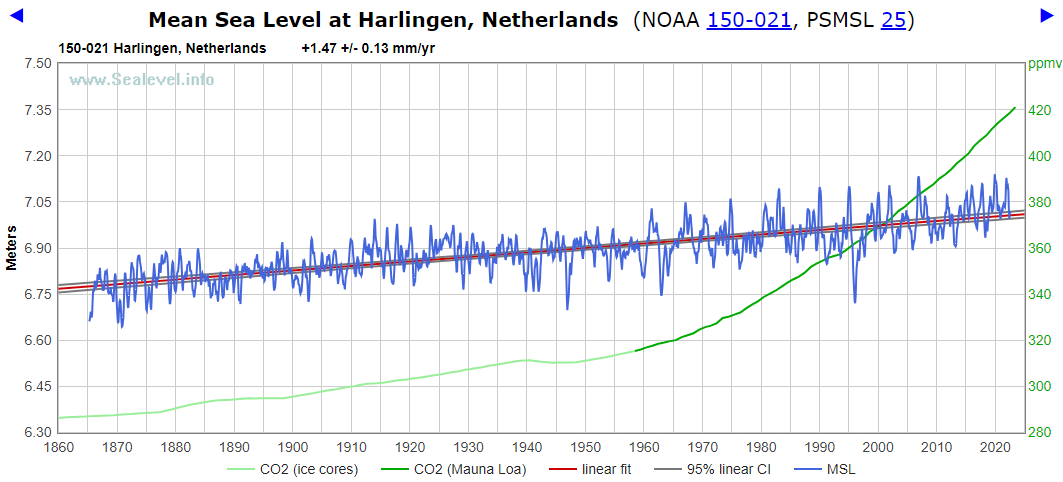 Mean Sea Level at Harlingen, Netherlands (NOAA 150-021, PSMSL 25)
150-021 Harlingen, Netherlands +1.47 +/- 0.13 mm/yr
www.Sealevel.info
ppmv
7.50
7.35 420
7.20 400
7.05 380
6.90 360
6.75 340
6.60 320
6.45 300
6.30 280
Meters
1860 1870 1880 1890 1900 1910 1920 1930 1940 1950 1960 1970 1980 1990 2000 2010 2020
CO2 (ice cores) CO2 (Mauna Loa) linear fit 95% linear CI MSL